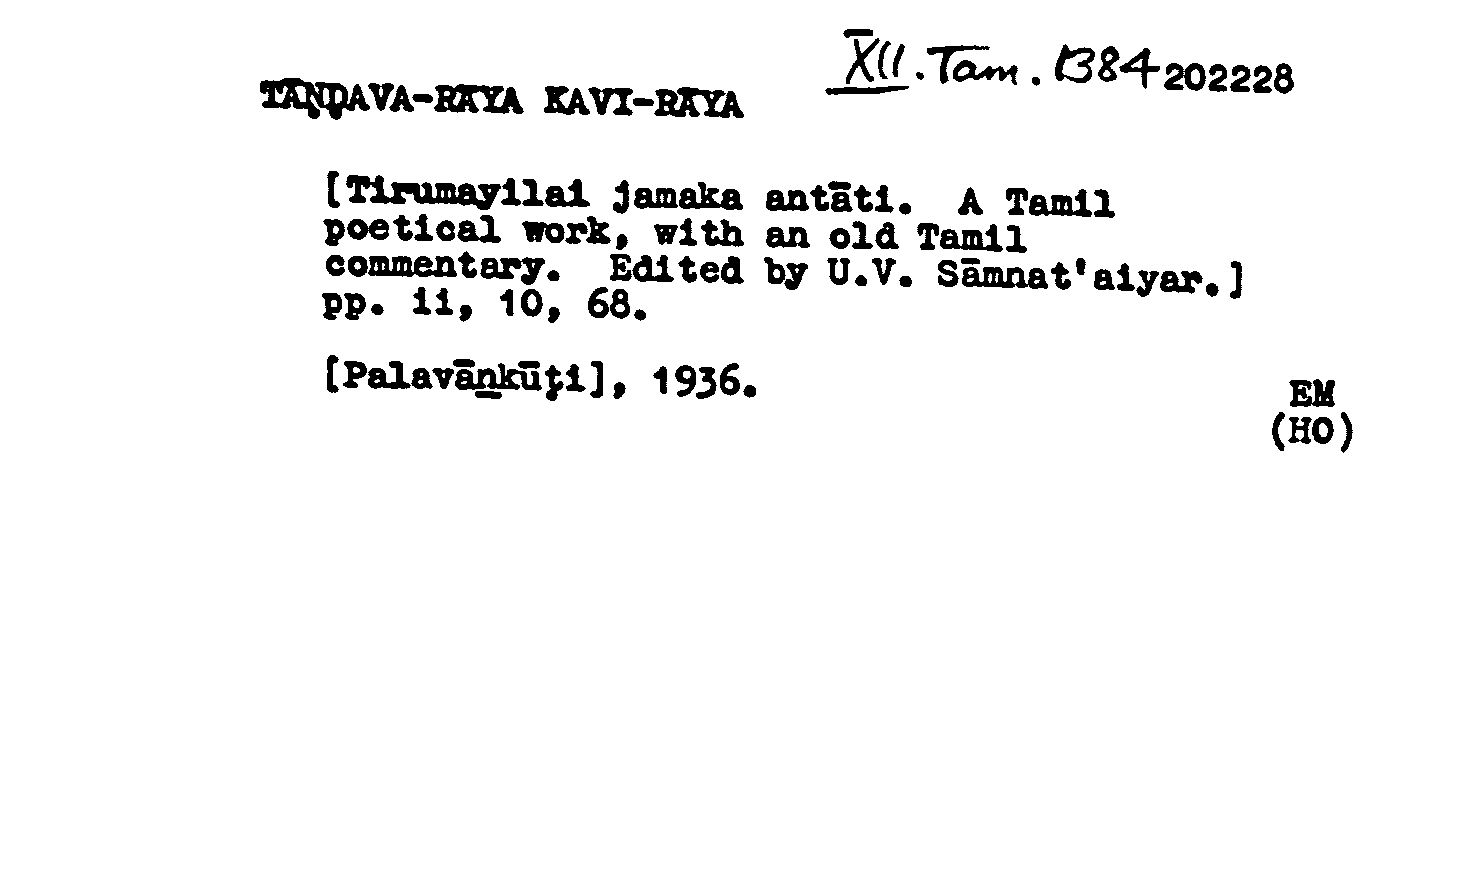 XII.Tam.1384 202228
TĀṆḌAVA-RĀYA KAVI-RĀYA
[Tirumayilai jamaka antāti. A Tamil
poetical work, with an old Tamil
commentary. Edited by U.V. Sāmnat'aiyar.]
pp. ii, 10, 68.
[Palavāṉkūṭi], 1936.
EM
(HO)